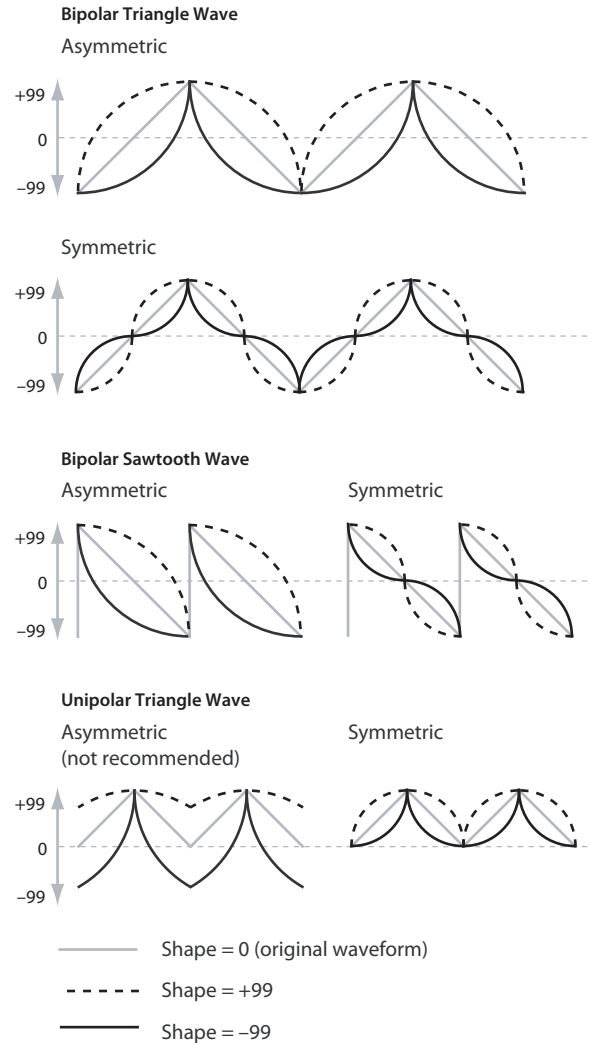 Bipolar Triangle Wave
Asymmetric
+99
0
–99
Symmetric
+99
0
–99
Bipolar Sawtooth Wave
Asymmetric
Symmetric
+99
0
–99
Unipolar Triangle Wave
Asymmetric
(not recommended)
Symmetric
+99
0
–99
Shape = 0 (original waveform)
Shape = +99
Shape = –99